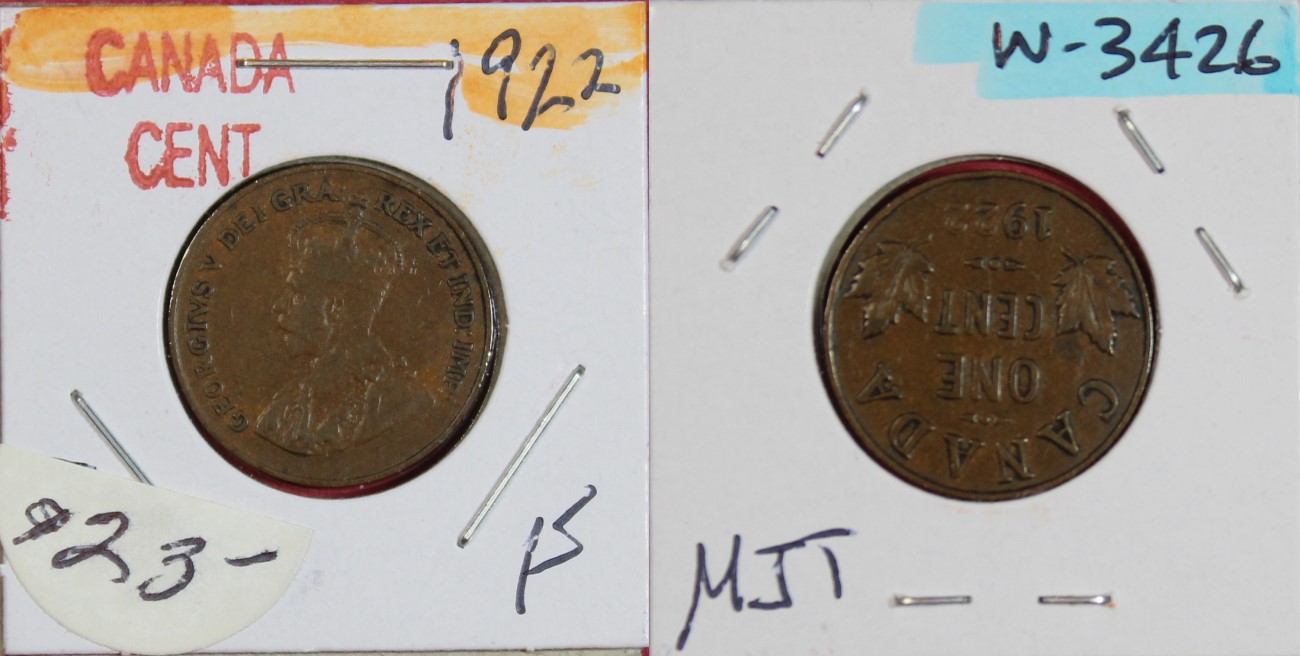 CANADA
CENT
1922
GEORGIVS V DEI GRA: REX ET IND: IMP:
$23-
W-3426
1922
CENT
ONE
CANADA
MJT